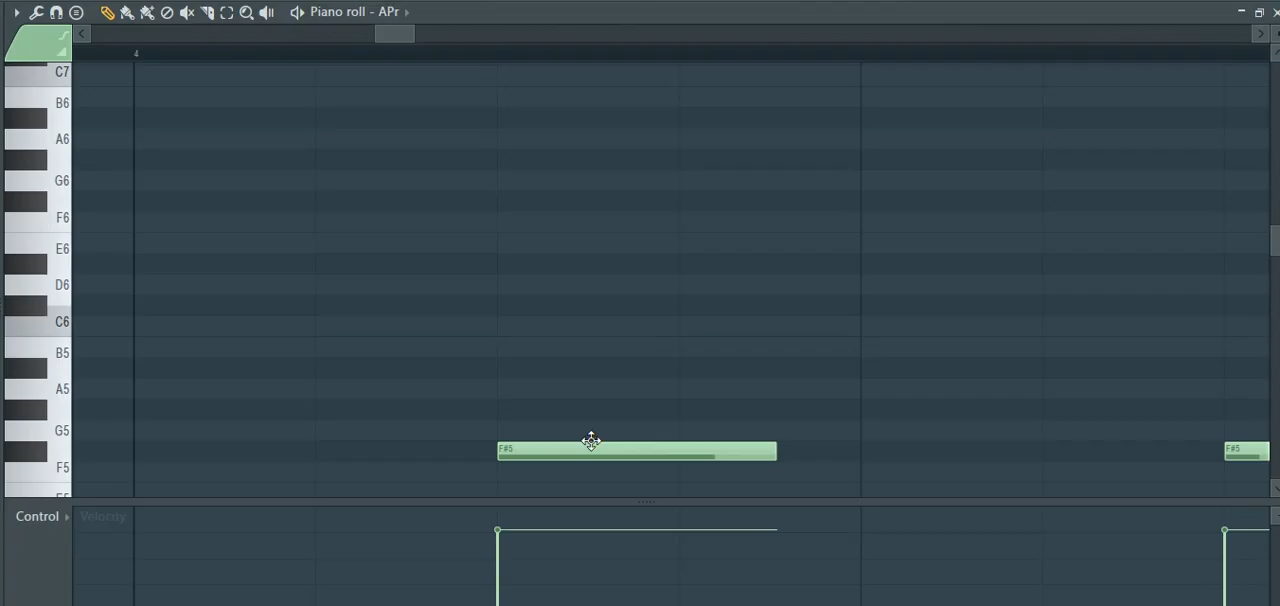 Piano roll - APr
4
C7
B6
A6
G6
F6
E6
D6
C6
B5
A5
G5
F#5 F#5
F5
Control Velocity